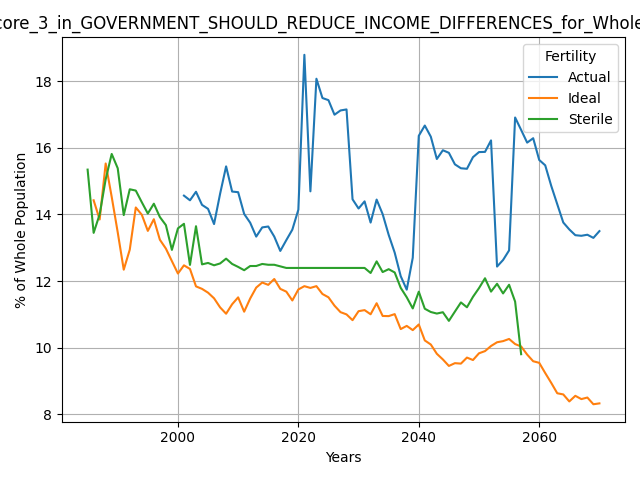 core_3_in_GOVERNMENT_SHOULD_REDUCE_INCOME_DIFFERENCES_for_Whole
Fertility
Actual
Ideal
Sterile
% of Whole Population
18
16
14
12
10
8
2000 2020 2040 2060
Years